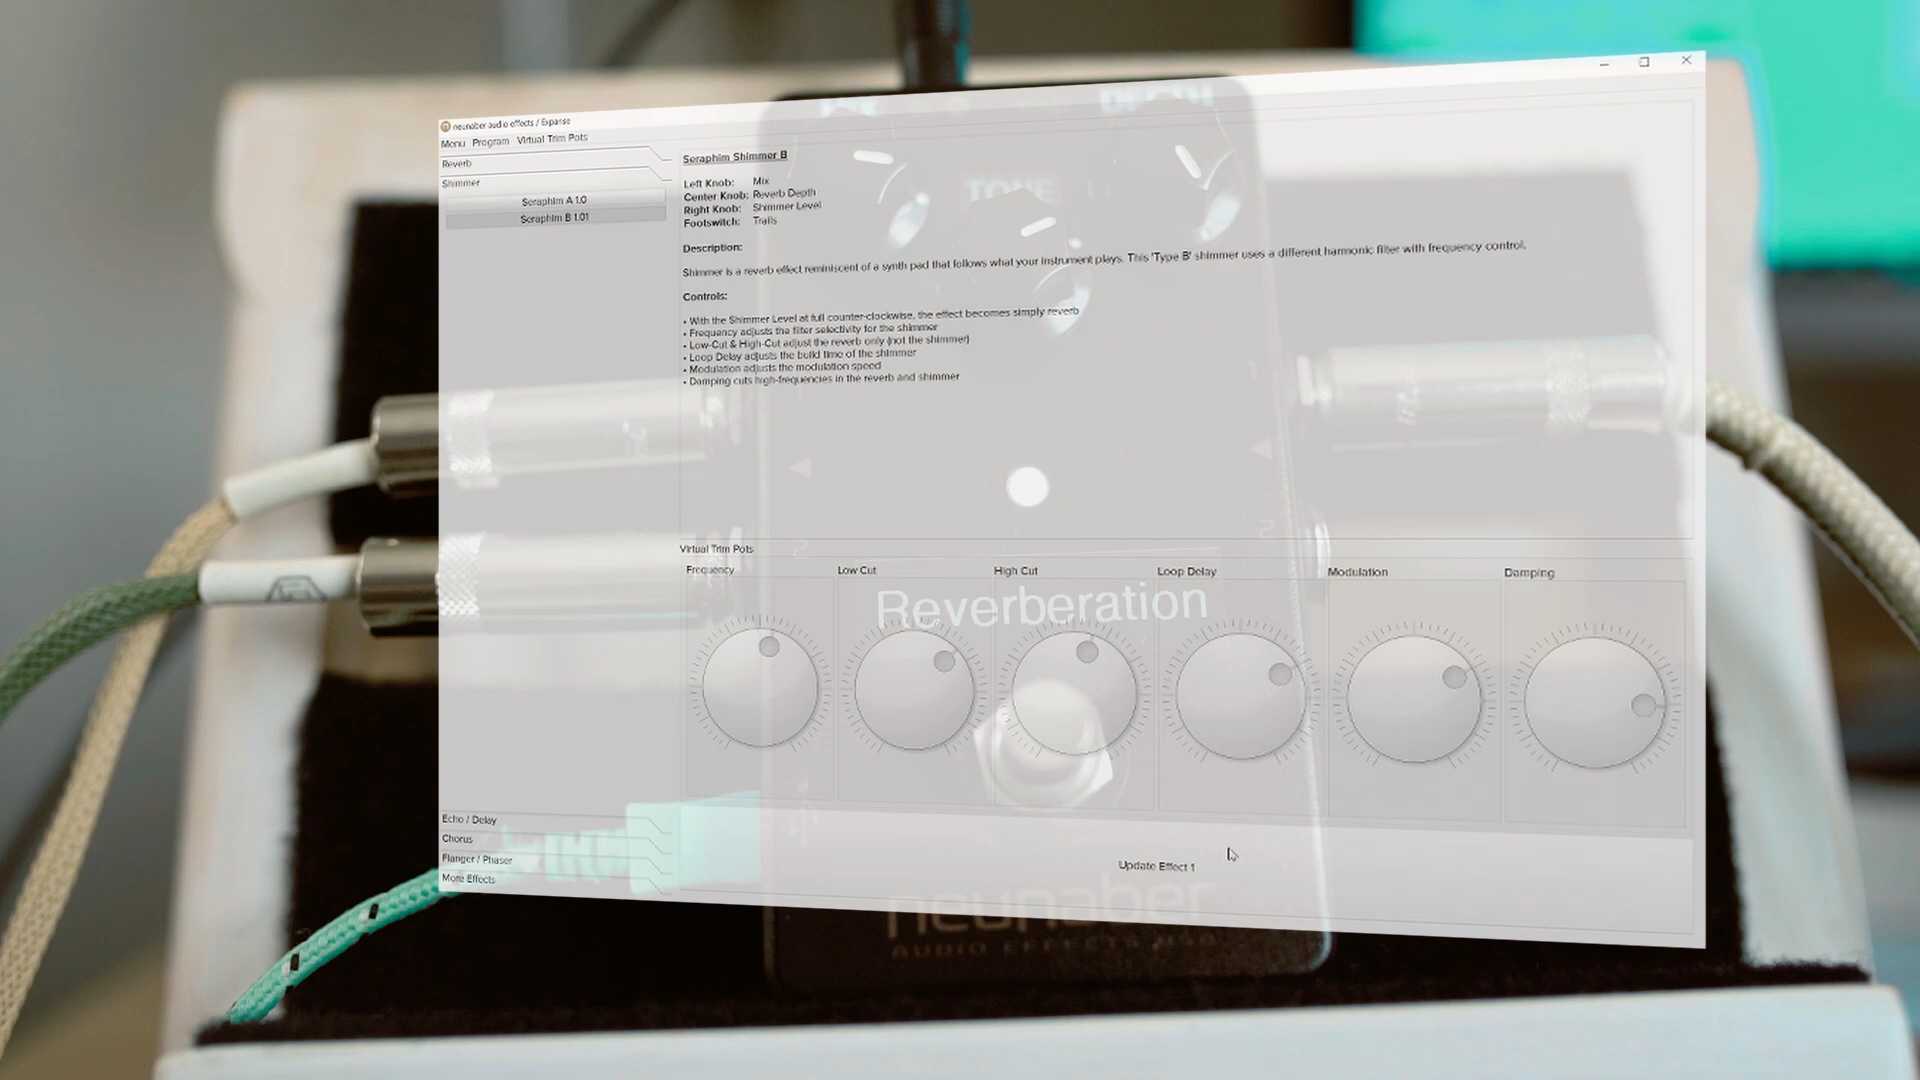 neunaber audio effects / Expanse
Menu Program Virtual Trim Pots
Reverb
Shimmer
Seraphim A 1.0
Seraphim B 1.01
Seraphim Shimmer B
Left Knob: Mix
Center Knob: Reverb Depth
Right Knob: Shimmer Level
Footswitch: Trails
Description:
Shimmer is a reverb effect reminiscent of a synth pad that follows what your instrument plays. This 'Type B' shimmer uses a different harmonic filter with frequency control.
Controls:
• With the Shimmer Level at full counter-clockwise, the effect becomes simply reverb
• Frequency adjusts the filter selectivity for the shimmer
• Low-Cut & High-Cut adjust the reverb only (not the shimmer)
• Loop Delay adjusts the build time of the shimmer
• Modulation adjusts the modulation speed
• Damping cuts high-frequencies in the reverb and shimmer
TONE
DEPTH
Virtual Trim Pots
Frequency
Low Cut
High Cut
Loop Delay
Modulation
Damping
Reverberation
Echo / Delay
Chorus
Flanger / Phaser
More Effects
Update Effect 1
neunaber
AUDIO EFFECTS USA